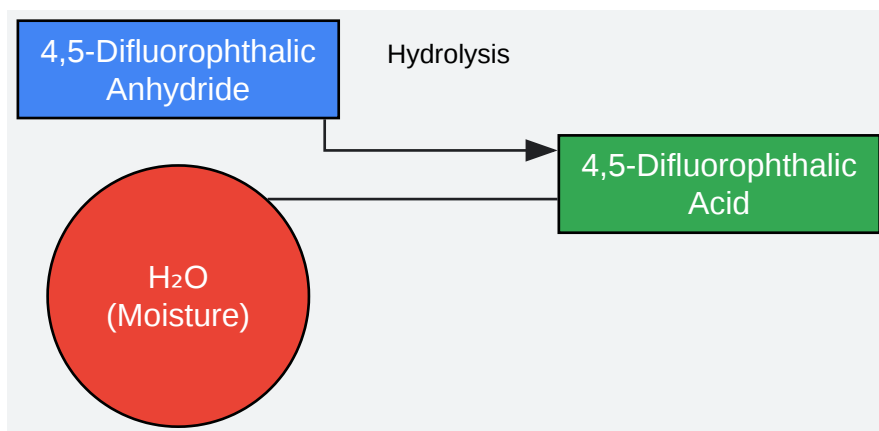 4,5-Difluorophthalic
Anhydride
Hydrolysis
4,5-Difluorophthalic
Acid
H₂O
(Moisture)